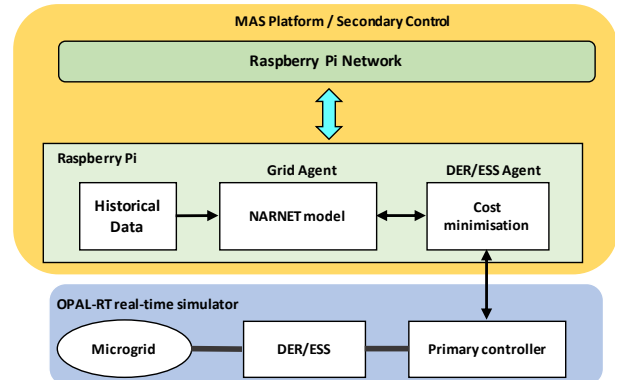 MAS Platform / Secondary Control
Raspberry Pi Network
Raspberry Pi
Grid Agent
DER/ESS Agent
Historical
Data
NARNET model
Cost
minimisation
OPAL-RT real-time simulator
Microgrid
DER/ESS
Primary controller